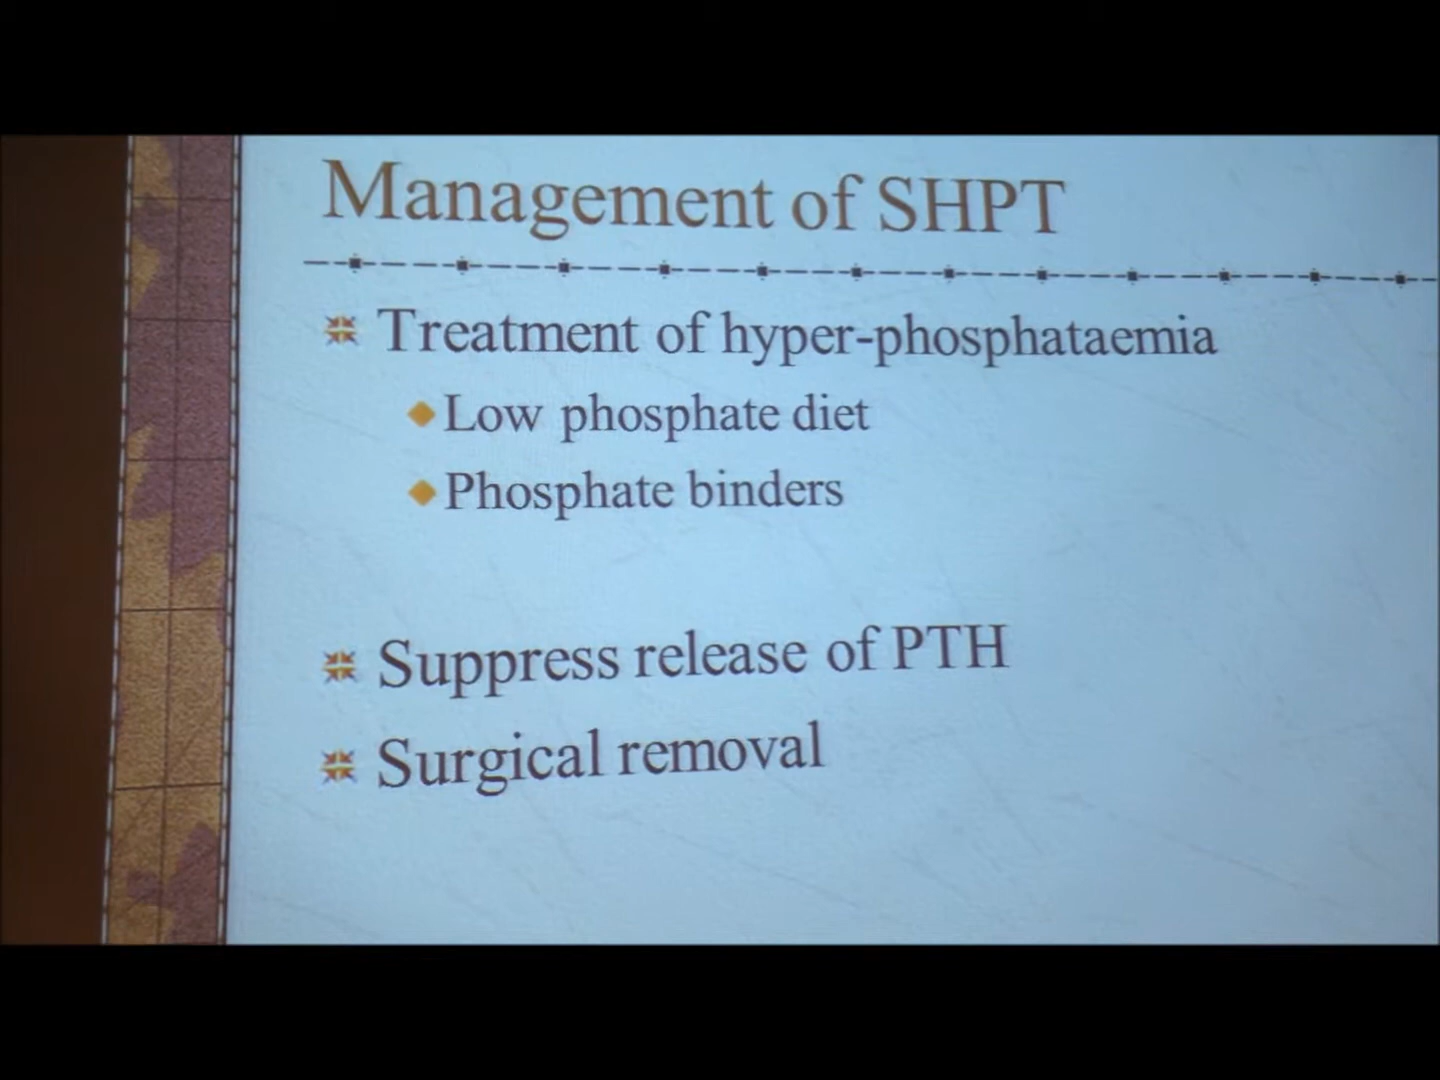 Management of SHPT
Treatment of hyper-phosphataemia
Low phosphate diet
Phosphate binders
Suppress release of PTH
Surgical removal